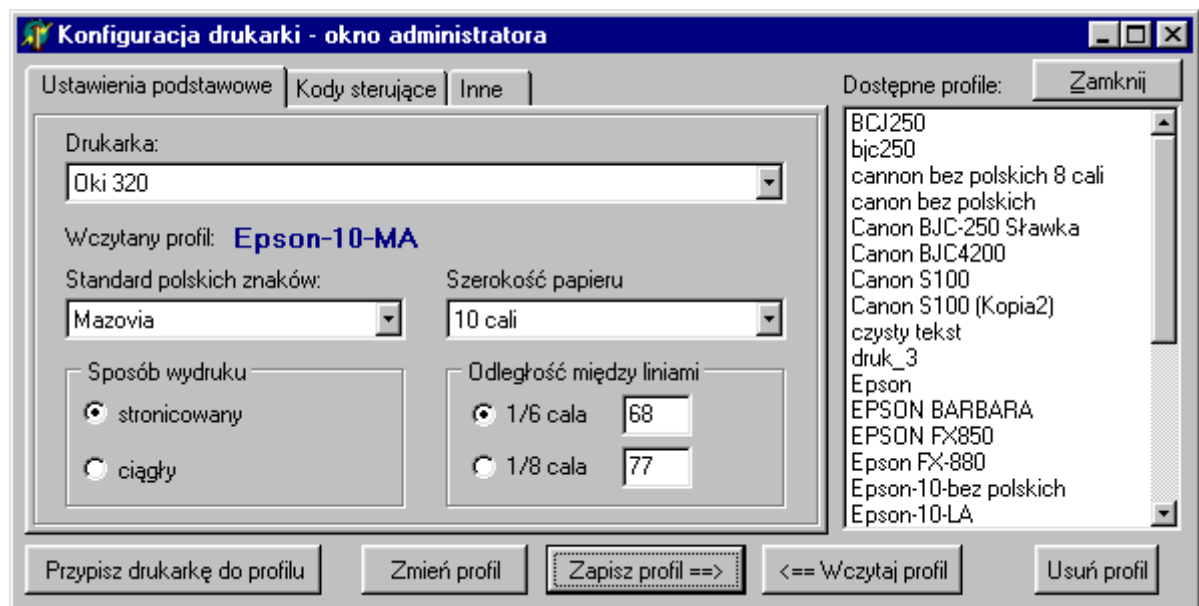 Konfiguracja drukarki - okno administratora
Ustawienia podstawowe
Kody sterujące
Inne
Drukarka:
Oki 320
Wczytany profil: Epson-10-MA
Standard polskich znaków:
Mazovia
Szerokość papieru
10 cali
Sposób wydruku
stronicowany
ciągły
Odległość między liniami
1/6 cala 68
1/8 cala 77
Dostępne profile:
Zamknij
BCJ250
bjc250
cannon bez polskich 8 cali
canon bez polskich
Canon BJC-250 Sławka
Canon BJC4200
Canon S100
Canon S100 (Kopia2)
czysty tekst
druk_3
Epson
EPSON BARBARA
EPSON FX850
Epson FX-880
Epson-10-bez polskich
Epson-10-LA
Przypisz drukarkę do profilu
Zmień profil
Zapisz profil ==>
<== Wczytaj profil
Usuń profil